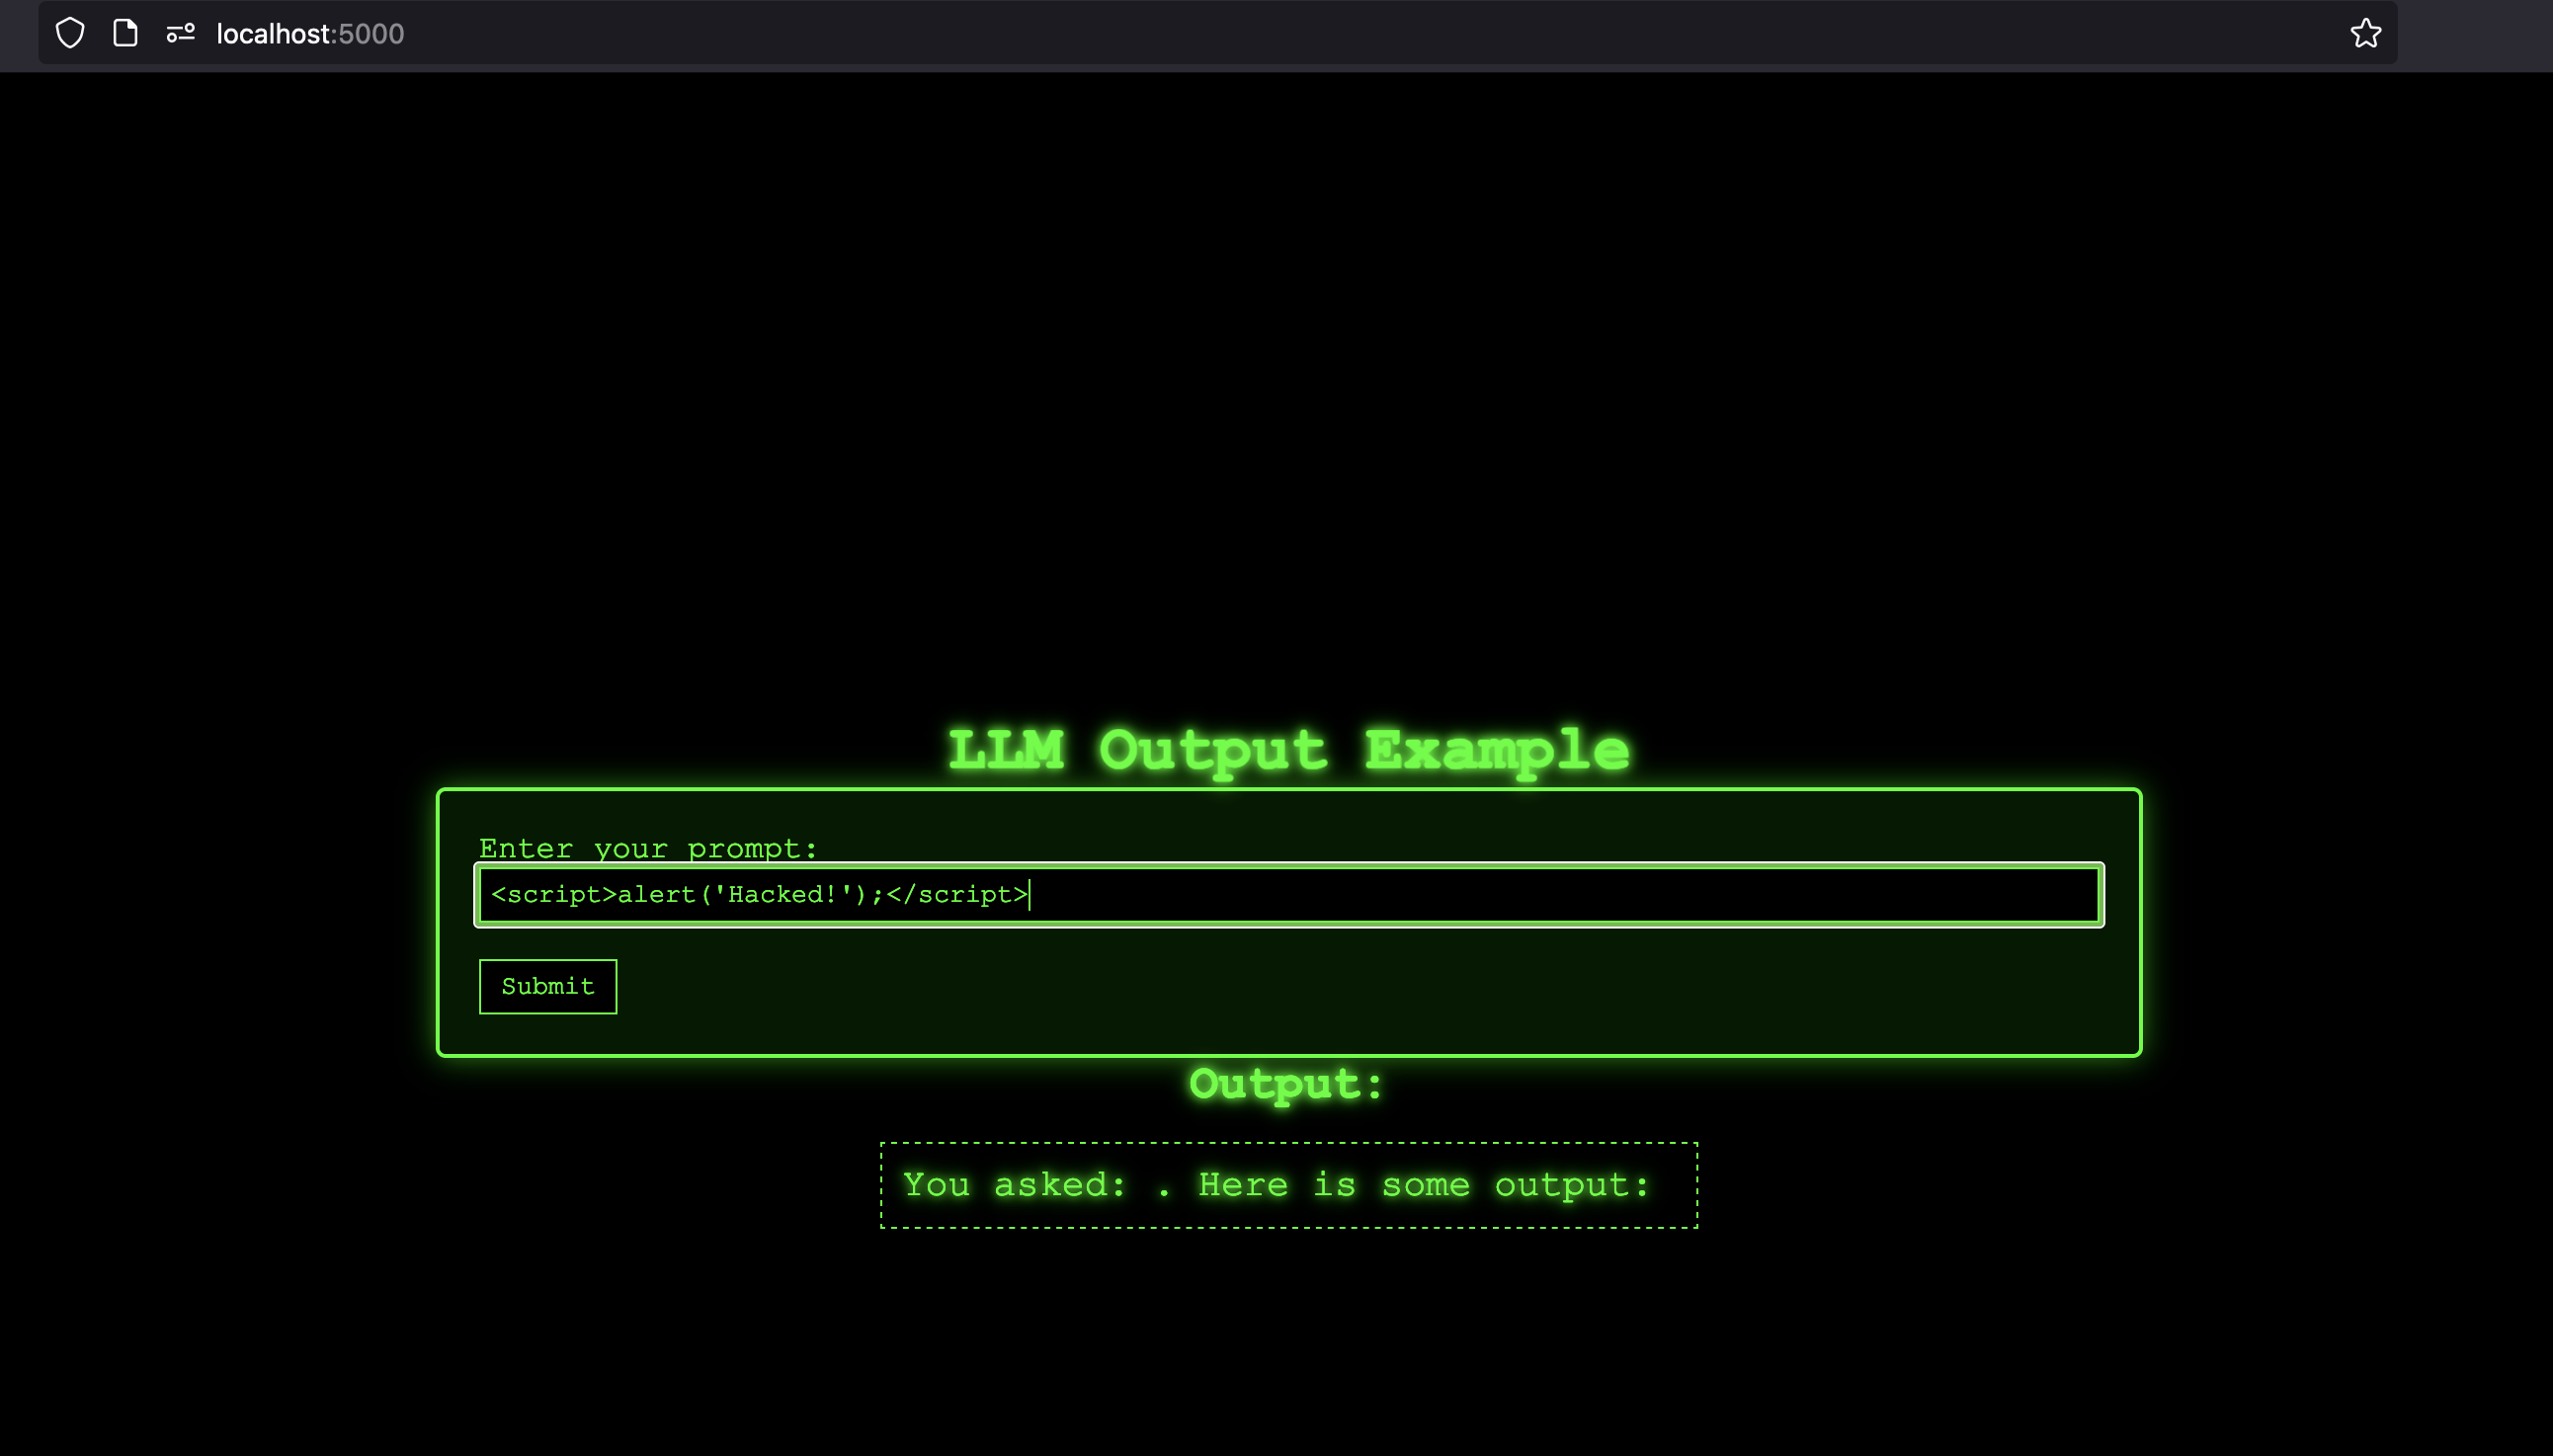 localhost:5000
LLM Output Example
Enter your prompt:
<script>alert('Hacked!');</script>
Submit
Output:
You asked: . Here is some output: